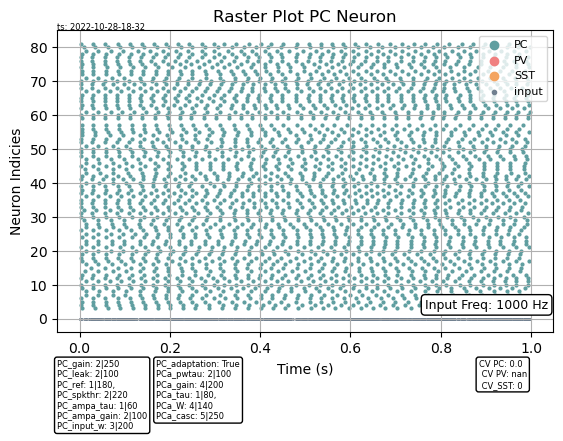 Raster Plot PC Neuron
ts: 2022-10-28-18-32
PC
PV
SST
input
80
70
60
50
40
30
20
10
0
Neuron Indicies
Input Freq: 1000 Hz
0.0
0.2
0.4
0.6
0.8
1.0
Time (s)
PC_gain: 2|250
PC_leak: 2|100
PC_ref: 1|180,
PC_spkthr: 2|220
PC_ampa_tau: 1|60
PC_ampa_gain: 2|100
PC_input_w: 3|200
PC_adaptation: True
PCa_pwtau: 2|100
PCa_gain: 4|200
PCa_tau: 1|80,
PCa_W: 4|140
PCa_casc: 5|250
CV PC: 0.0
CV PV: nan
CV_SST: 0